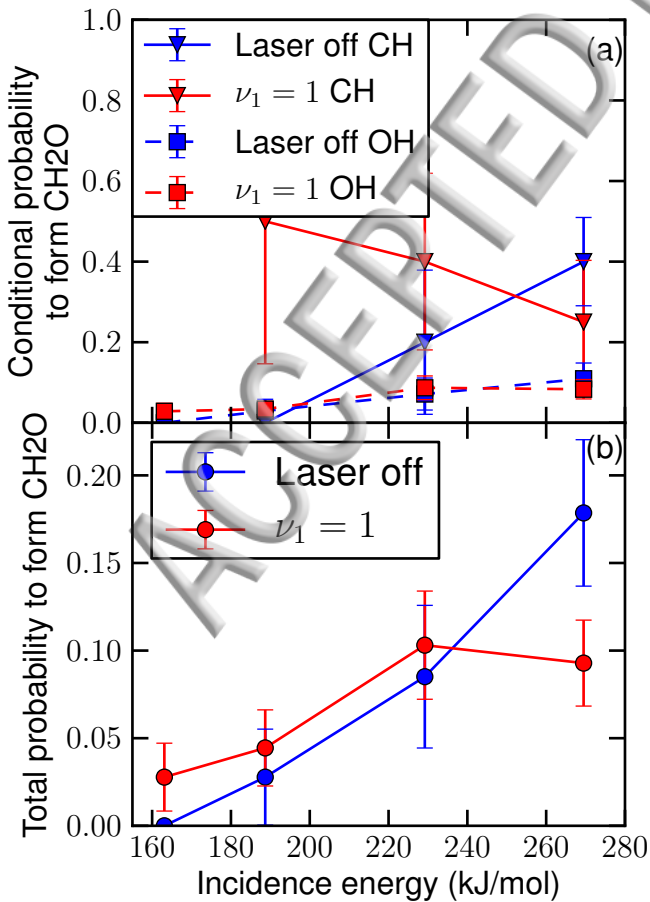 1.0
0.8
0.6
0.4
0.2
0.0
Conditional probability
to form CH2O
Laser off CH
ν₁ = 1 CH
Laser off OH
ν₁ = 1 OH
(a)
ACCEPTED
0.20
0.15
0.10
0.05
0.00
Total probability to form CH2O
Laser off
ν₁ = 1
(b)
160 180 200 220 240 260 280
Incidence energy (kJ/mol)